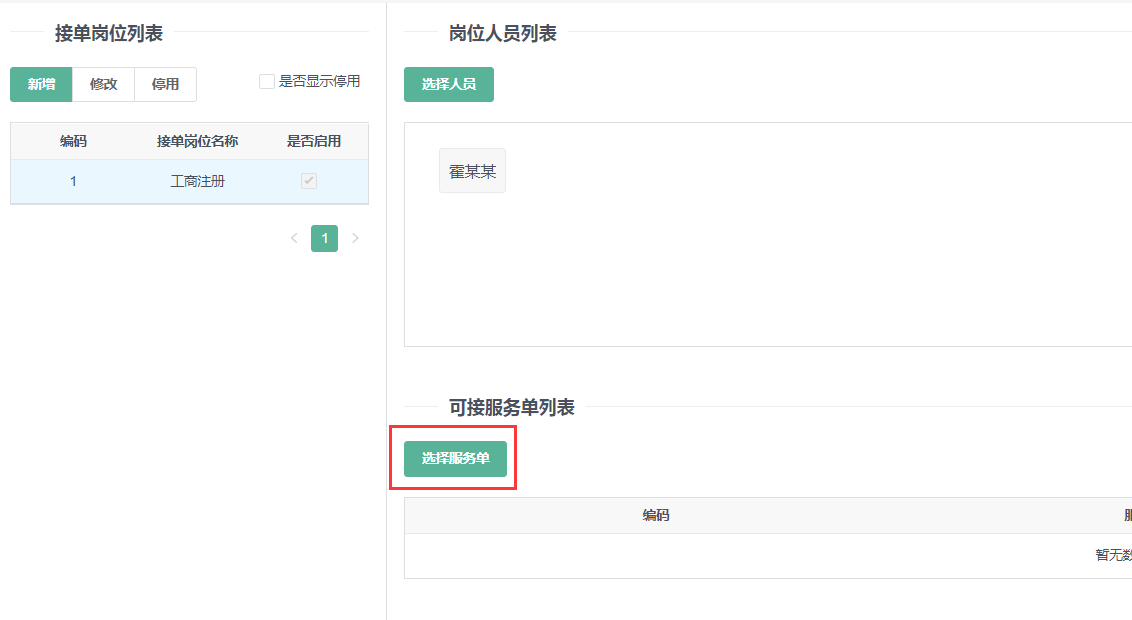 接单岗位列表
新增 修改 停用 是否显示停用
编码 接单岗位名称 是否启用
1 工商注册
1
岗位人员列表
选择人员
霍某某
可接服务单列表
选择服务单
编码
暂无